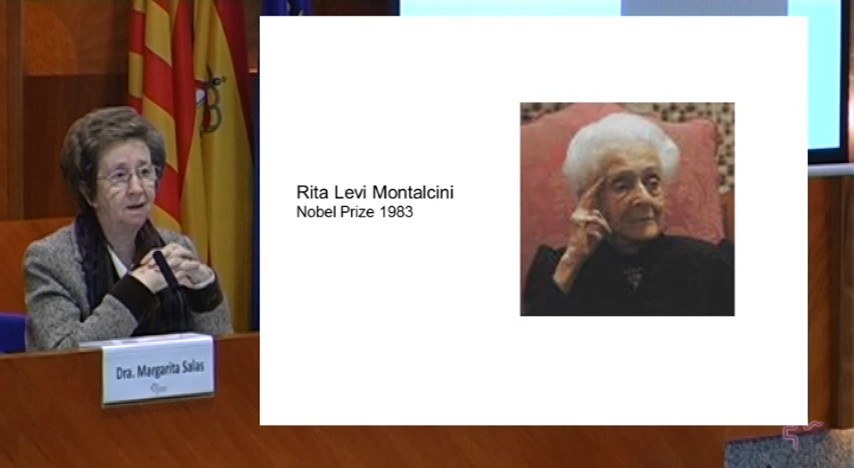 Rita Levi Montalcini
Nobel Prize 1983
Dra. Margarita Salas